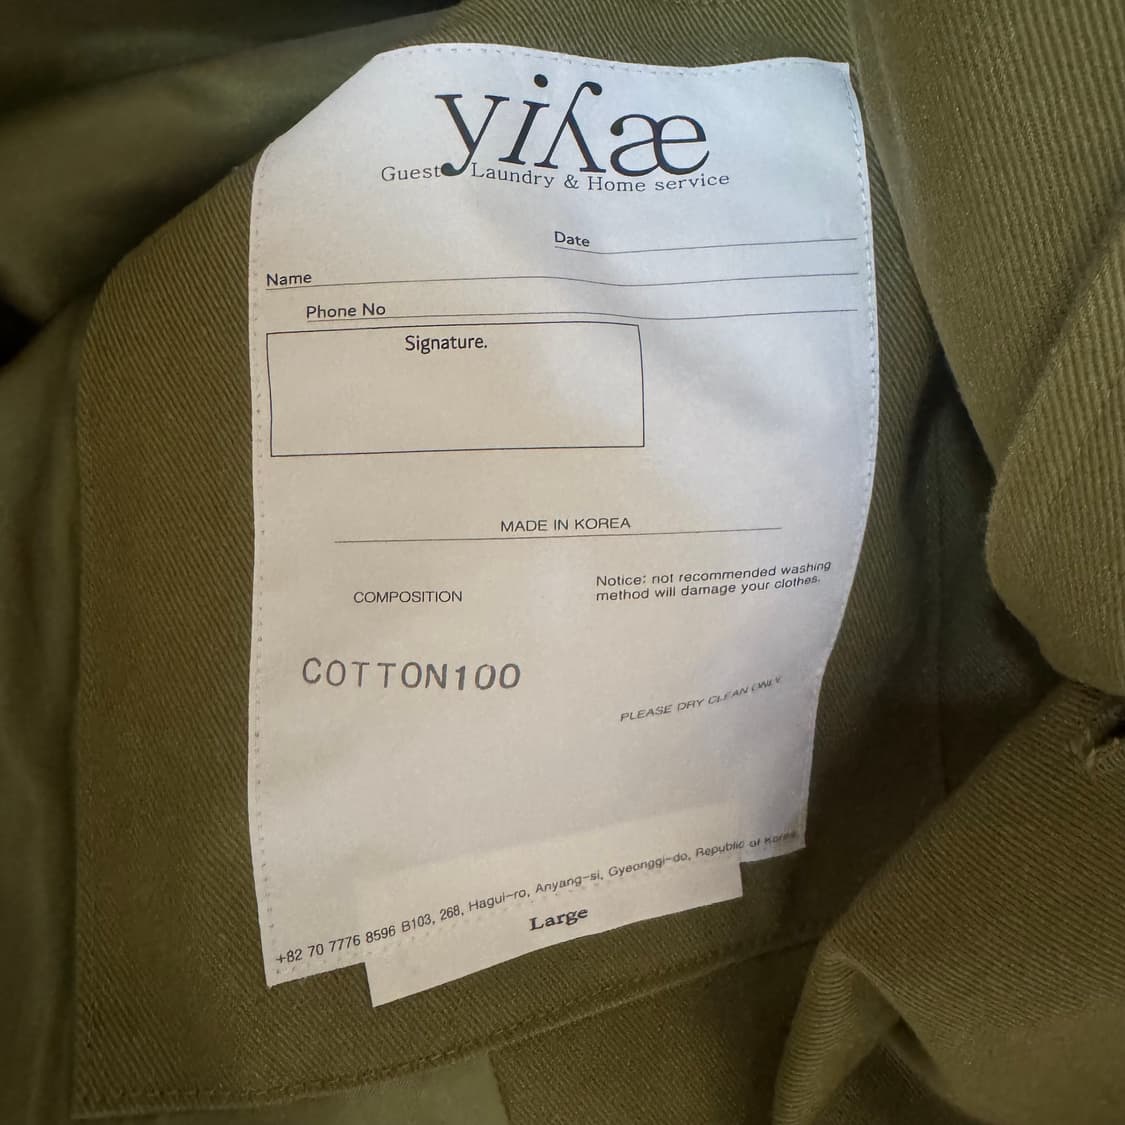 yiʎæ
Guest Laundry & Home service
Date
Name
Phone No
Signature.
MADE IN KOREA
COMPOSITION
Notice: not recommended washing
method will damage your clothes.
COTTON100
PLEASE DRY CLEAN ONLY
+82 70 7776 8596 B103, 268, Hagui-ro, Anyang-si, Gyeonggi-do, Republic of Korea
Large